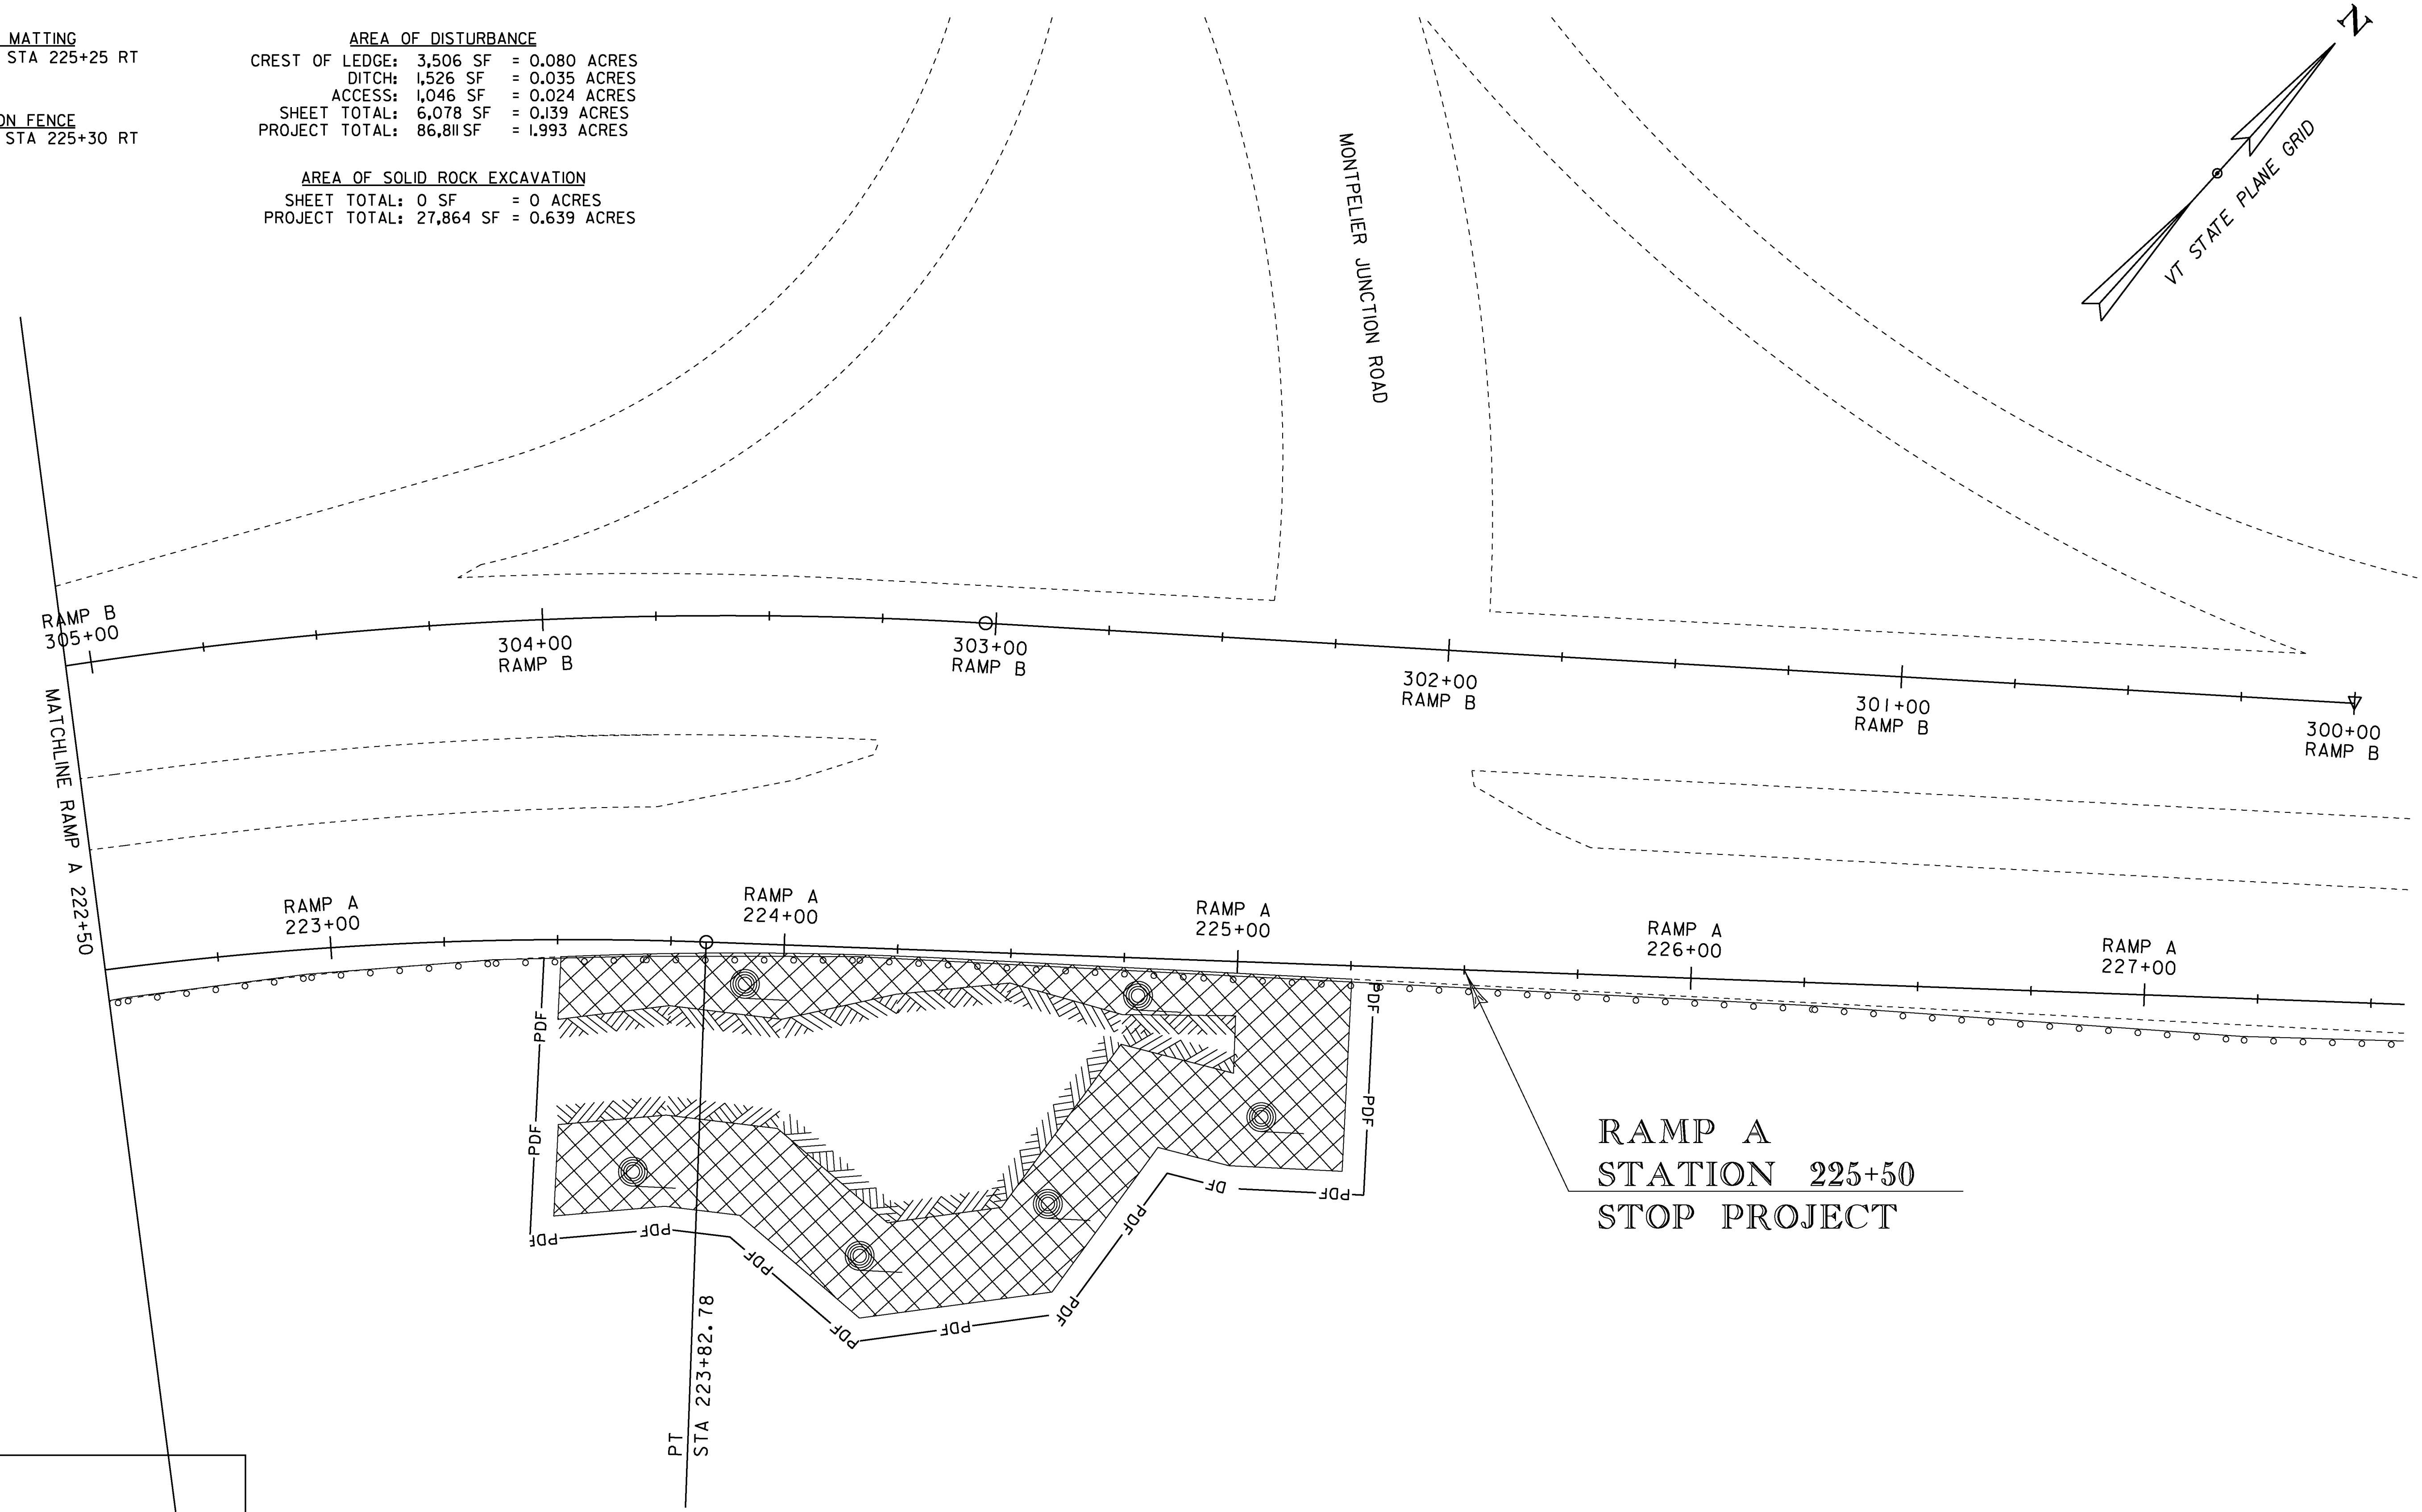 MATTING
STA 225+25 RT
ON FENCE
STA 225+30 RT
AREA OF DISTURBANCE
CREST OF LEDGE: 3,506 SF = 0.080 ACRES
DITCH: 1,526 SF = 0.035 ACRES
ACCESS: 1,046 SF = 0.024 ACRES
SHEET TOTAL: 6,078 SF = 0.139 ACRES
PROJECT TOTAL: 86,811 SF = 1.993 ACRES
AREA OF SOLID ROCK EXCAVATION
SHEET TOTAL: 0 SF = 0 ACRES
PROJECT TOTAL: 27,864 SF = 0.639 ACRES
MONTPELIER JUNCTION ROAD
N
VT STATE PLANE GRID
RAMP B
305+00
304+00
RAMP B
303+00
RAMP B
302+00
RAMP B
301+00
RAMP B
300+00
RAMP B
MATCHLINE RAMP A 222+50
RAMP A
223+00
RAMP A
224+00
RAMP A
225+00
RAMP A
226+00
RAMP A
227+00
PDF
PDF
PDF
PDF
PDF
PDF
PDF
PDF
PDF
DF
PDF
PDF
PDF
PT
STA 223+82.78
RAMP A
STATION 225+50
STOP PROJECT